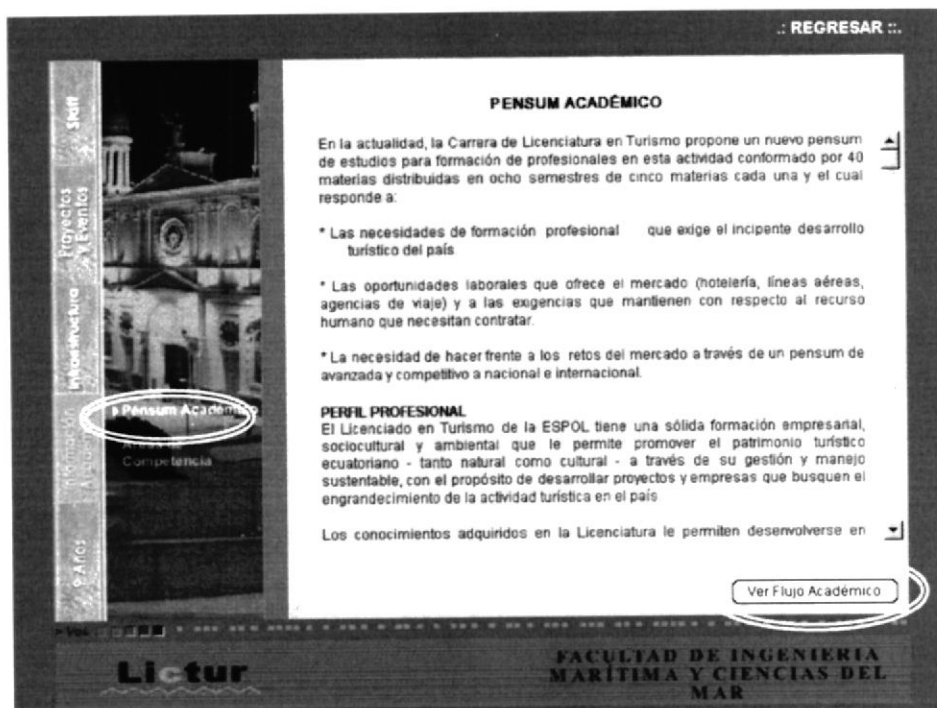 .: REGRESAR ::.
Staff
Proyectos
y Eventos
Infraestructura
Información
9 Años
▸ Pensum Académico
Competencia
PENSUM ACADÉMICO
En la actualidad, la Carrera de Licenciatura en Turismo propone un nuevo pensum
de estudios para formación de profesionales en esta actividad conformado por 40
materias distribuidas en ocho semestres de cinco materias cada una y el cual
responde a:
* Las necesidades de formación profesional que exige el incipente desarrollo
turístico del país
* Las oportunidades laborales que ofrece el mercado (hotelería, líneas aéreas,
agencias de viaje) y a las exigencias que mantienen con respecto al recurso
humano que necesitan contratar.
* La necesidad de hacer frente a los retos del mercado a través de un pensum de
avanzada y competitivo a nacional e internacional.
PERFIL PROFESIONAL
El Licenciado en Turismo de la ESPOL tiene una sólida formación empresarial,
sociocultural y ambiental que le permite promover el patrimonio turístico
ecuatoriano - tanto natural como cultural - a través de su gestión y manejo
sustentable, con el propósito de desarrollar proyectos y empresas que busquen el
engrandecimiento de la actividad turística en el país
Los conocimientos adquiridos en la Licenciatura le permiten desenvolverse en
Ver Flujo Académico
Lictur
FACULTAD DE INGENIERIA
MARÍTIMA Y CIENCIAS DEL
MAR